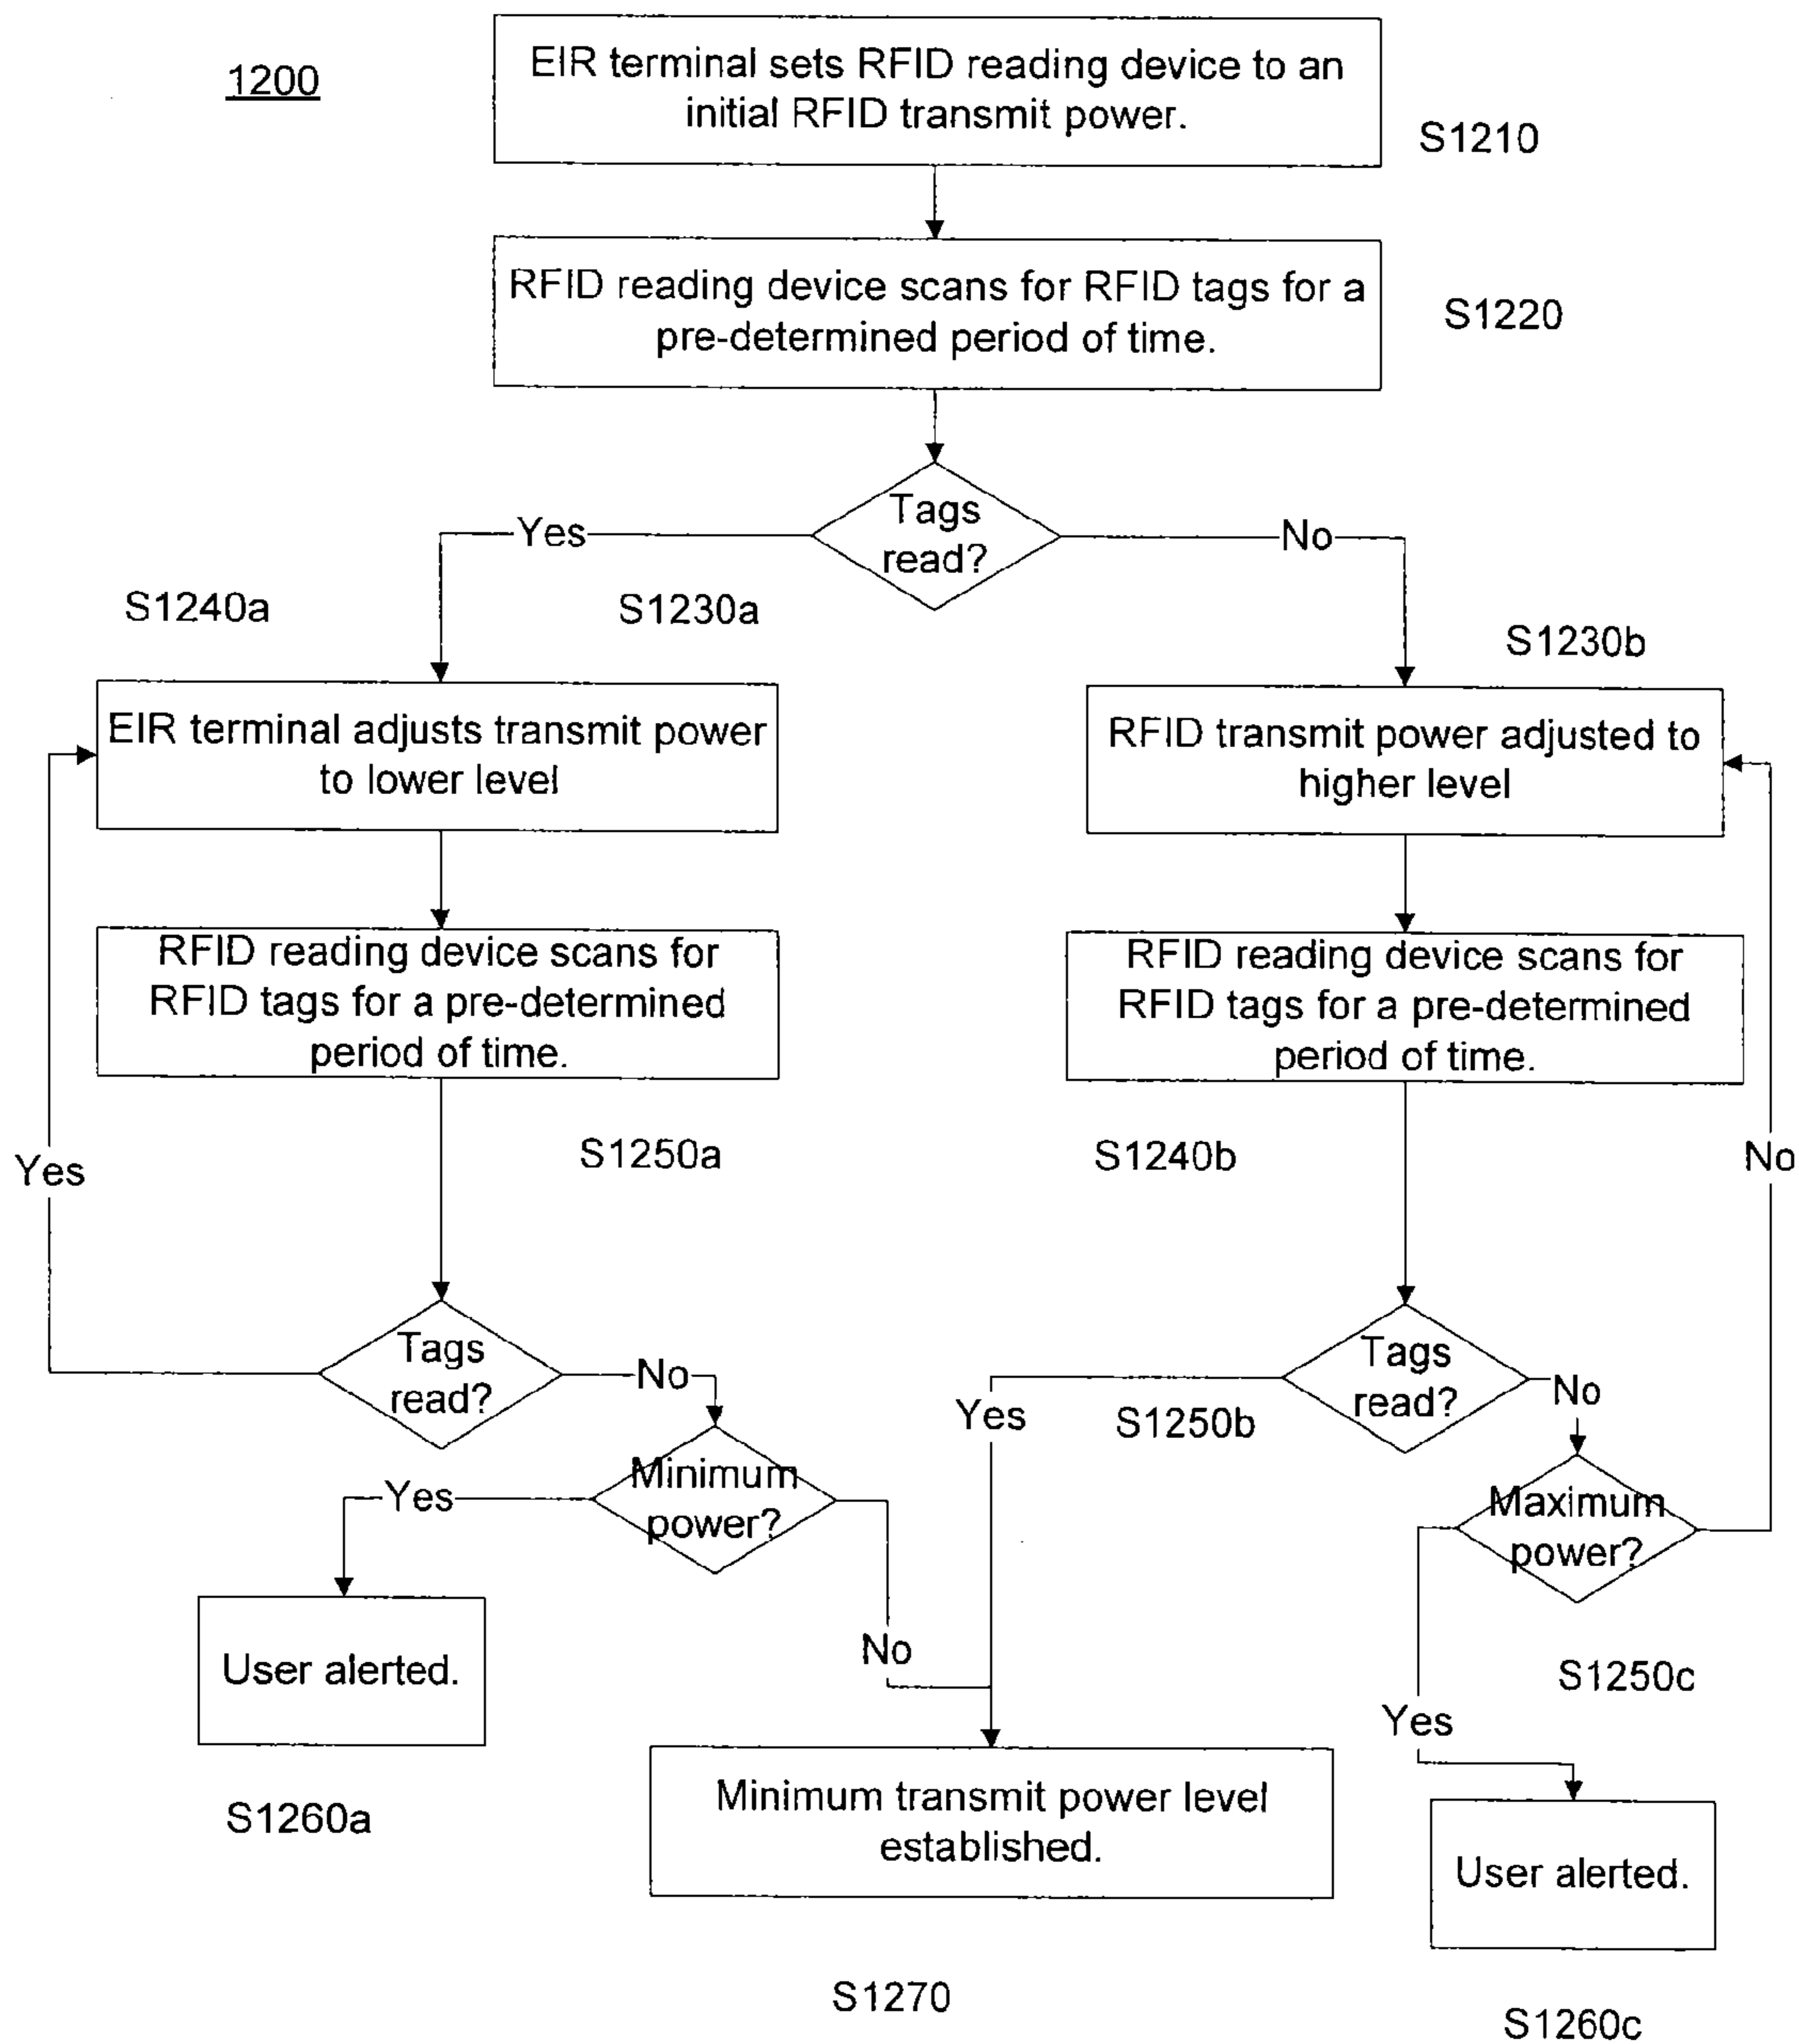 1200
EIR terminal sets RFID reading device to an
initial RFID transmit power.
S1210
RFID reading device scans for RFID tags for a
pre-determined period of time.
S1220
Tags
read?
Yes
No
S1240a
S1230a
S1230b
EIR terminal adjusts transmit power
to lower level
RFID transmit power adjusted to
higher level
RFID reading device scans for
RFID tags for a pre-determined
period of time.
RFID reading device scans for
RFID tags for a pre-determined
period of time.
Yes
S1250a
S1240b
No
Tags
read?
No
Tags
read?
No
Yes
S1250b
Minimum
power?
Yes
Maximum
power?
No
User alerted.
S1250c
Yes
S1260a
Minimum transmit power level
established.
User alerted.
S1270
S1260c